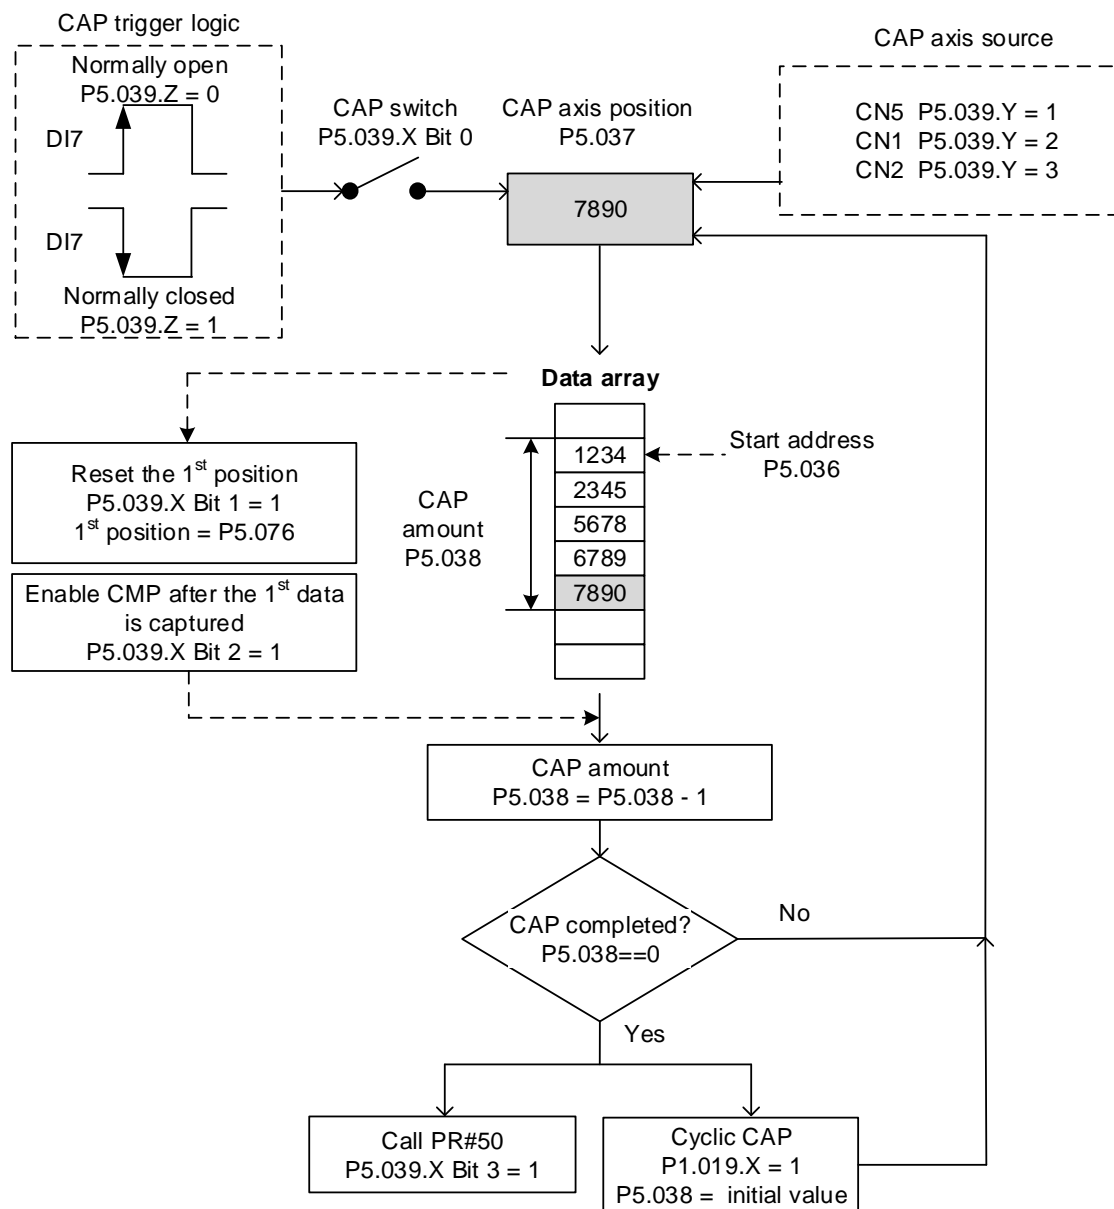 CAP trigger logic
Normally open
P5.039.Z = 0
DI7
DI7
Normally closed
P5.039.Z = 1
CAP switch
P5.039.X Bit 0
CAP axis position
P5.037
7890
CAP axis source
CN5 P5.039.Y = 1
CN1 P5.039.Y = 2
CN2 P5.039.Y = 3
Data array
1234
2345
5678
6789
7890
Start address
P5.036
CAP
amount
P5.038
Reset the 1st position
P5.039.X Bit 1 = 1
1st position = P5.076
Enable CMP after the 1st data
is captured
P5.039.X Bit 2 = 1
CAP amount
P5.038 = P5.038 - 1
CAP completed?
P5.038==0
No
Yes
Call PR#50
P5.039.X Bit 3 = 1
Cyclic CAP
P1.019.X = 1
P5.038 = initial value